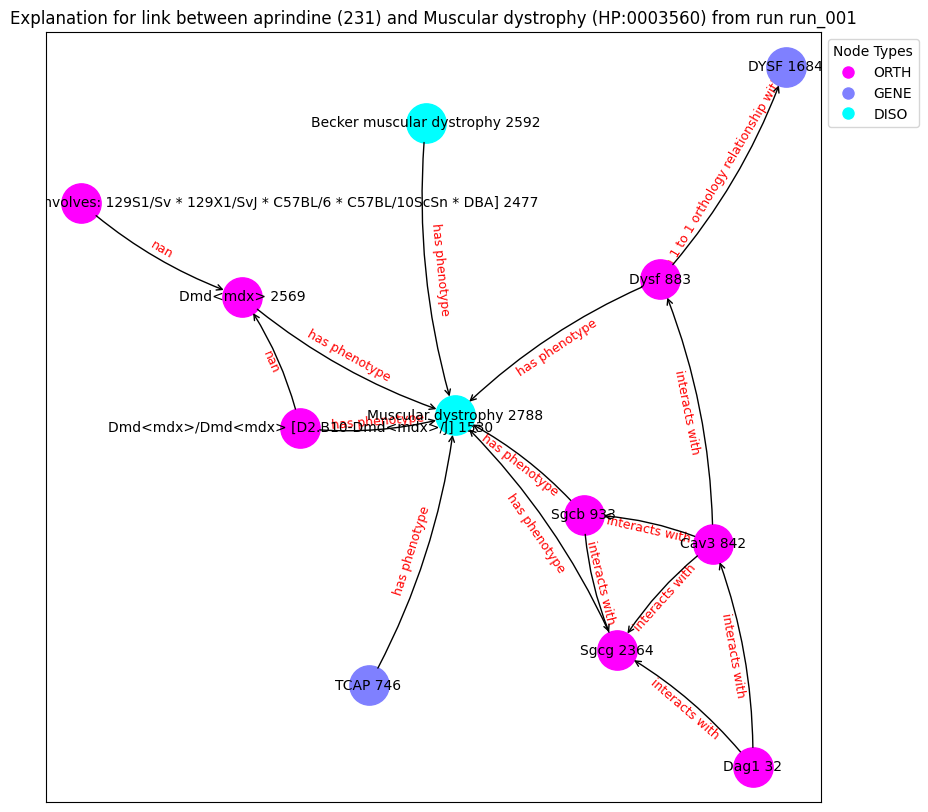 Explanation for link between aprindine (231) and Muscular dystrophy (HP:0003560) from run run_001
Node Types
ORTH
GENE
DISO
DYSF 1684
1 to 1 orthology relationship with
Becker muscular dystrophy 2592
nvolves: 129S1/Sv * 129X1/SvJ * C57BL/6 * C57BL/10ScSn * DBA] 2477
nan
has phenotype
Dysf 883
Dmd<mdx> 2569
has phenotype
has phenotype
nan
interacts with
Muscular dystrophy 2788
has phenotype
Dmd<mdx>/Dmd<mdx> [D2.B10-Dmd<mdx>/J] 1530
has phenotype
has phenotype
has phenotype
Sgcb 933
interacts with
Cav3 842
interacts with
interacts with
Sgcg 2364
interacts with
TCAP 746
interacts with
Dag1 32